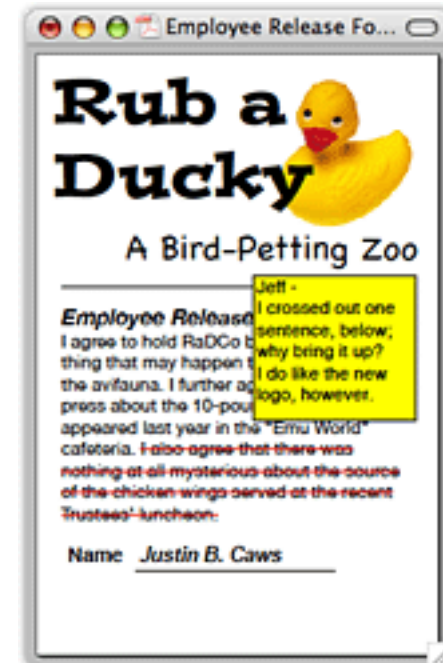 Employee Release Fo...
Rub a
Ducky
A Bird-Petting Zoo
Jeff -
I crossed out one
sentence, below;
why bring it up?
I do like the new
logo, however.
Employee Release
I agree to hold RaDCo
thing that may happen
the avifauna. I further
press about the
appeared last year in the "Emu World"
cafeteria. I also agree that there was
nothing at all mysterious about the source
of the chicken wings served at the recent
Trustees' luncheon.
Name Justin B. Caws